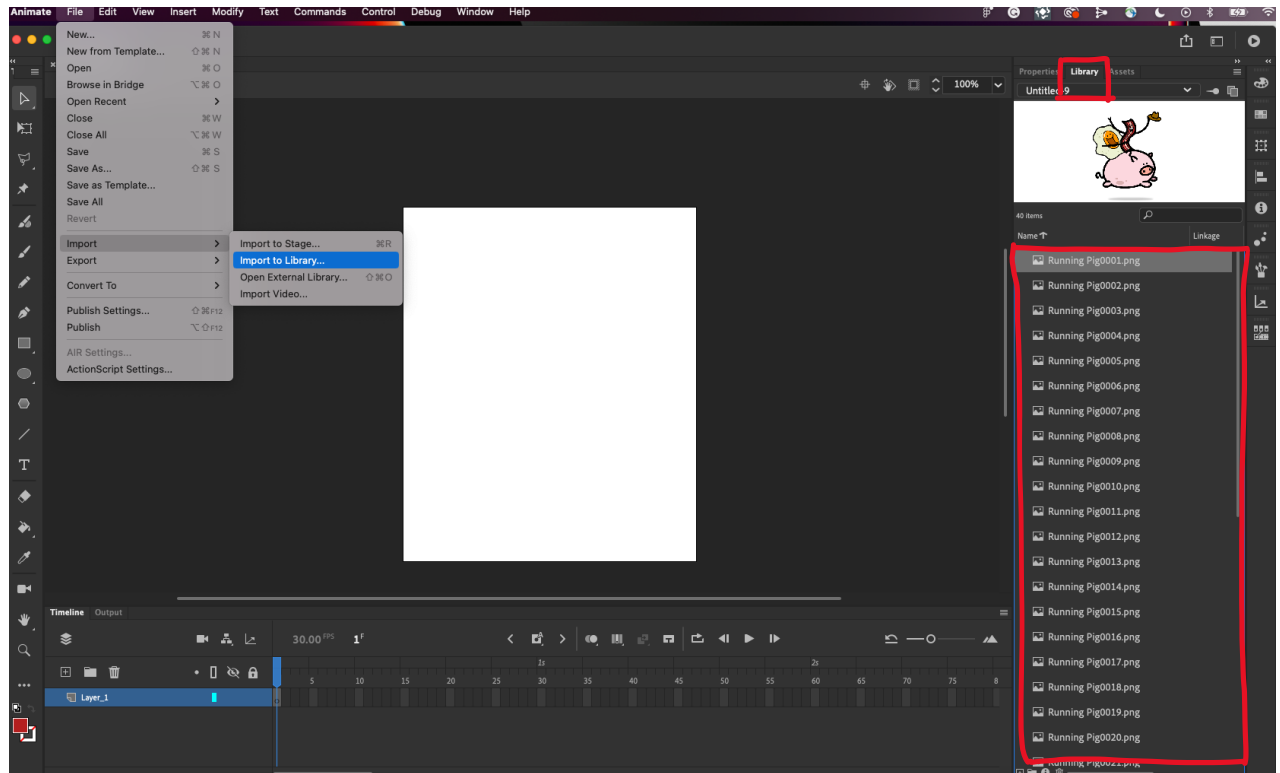 Animate File Edit View Insert Modify Text Commands Control Debug Window Help
New... ⌘ N
New from Template... ⇧⌘ N
Open ⌘ O
Browse in Bridge ⌥⌘ O
Open Recent >
Close ⌘ W
Close All ⌥⌘ W
Save ⌘ S
Save As... ⇧⌘ S
Save as Template...
Save All
Revert
Import >
Export >
Convert To >
Publish Settings... ⇧⌘F12
Publish ⌥⇧F12
AIR Settings...
ActionScript Settings...
Import to Stage... ⌘R
Import to Library...
Open External Library... ⇧⌘O
Import Video...
100%
Properties Library Assets
Untitled-9
40 items
Name Linkage
Running Pig0001.png
Running Pig0002.png
Running Pig0003.png
Running Pig0004.png
Running Pig0005.png
Running Pig0006.png
Running Pig0007.png
Running Pig0008.png
Running Pig0009.png
Running Pig0010.png
Running Pig0011.png
Running Pig0012.png
Running Pig0013.png
Running Pig0014.png
Running Pig0015.png
Running Pig0016.png
Running Pig0017.png
Running Pig0018.png
Running Pig0019.png
Running Pig0020.png
Running Pig0021.png
Timeline Output
30.00 FPS 1 F
1s 2s
5 10 15 20 25 30 35 40 45 50 55 60 65 70 75 8
Layer_1